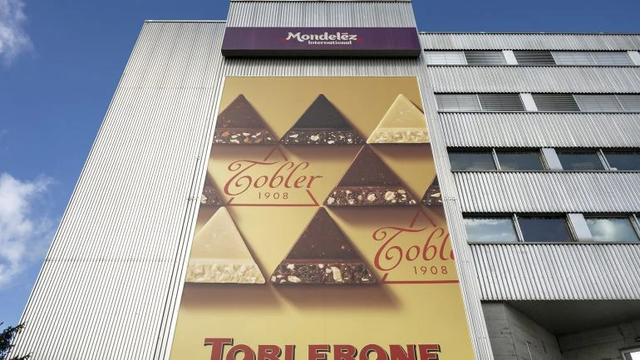 Mondelēz
International
Tobler
1908
Tobler
1908
TOBLERONE